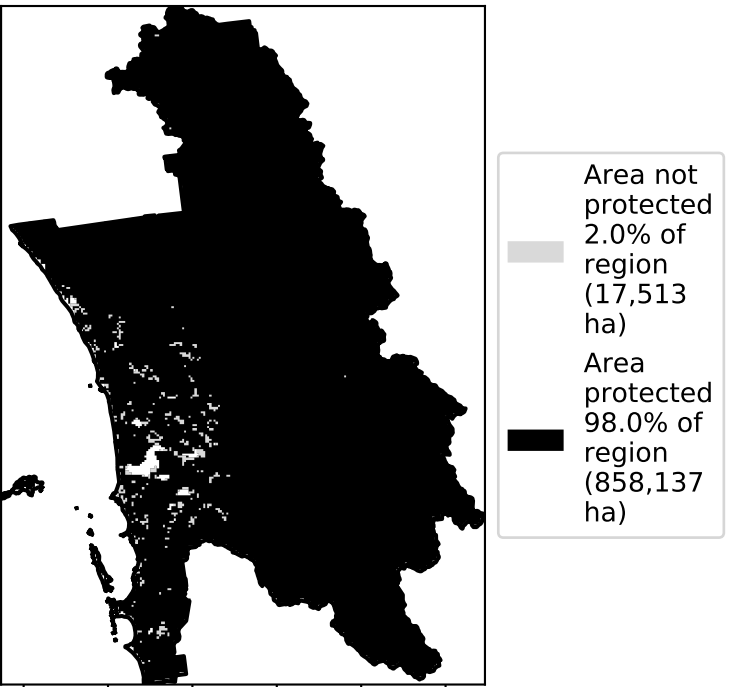 Area not
protected
2.0% of
region
(17,513
ha)
Area
protected
98.0% of
region
(858,137
ha)